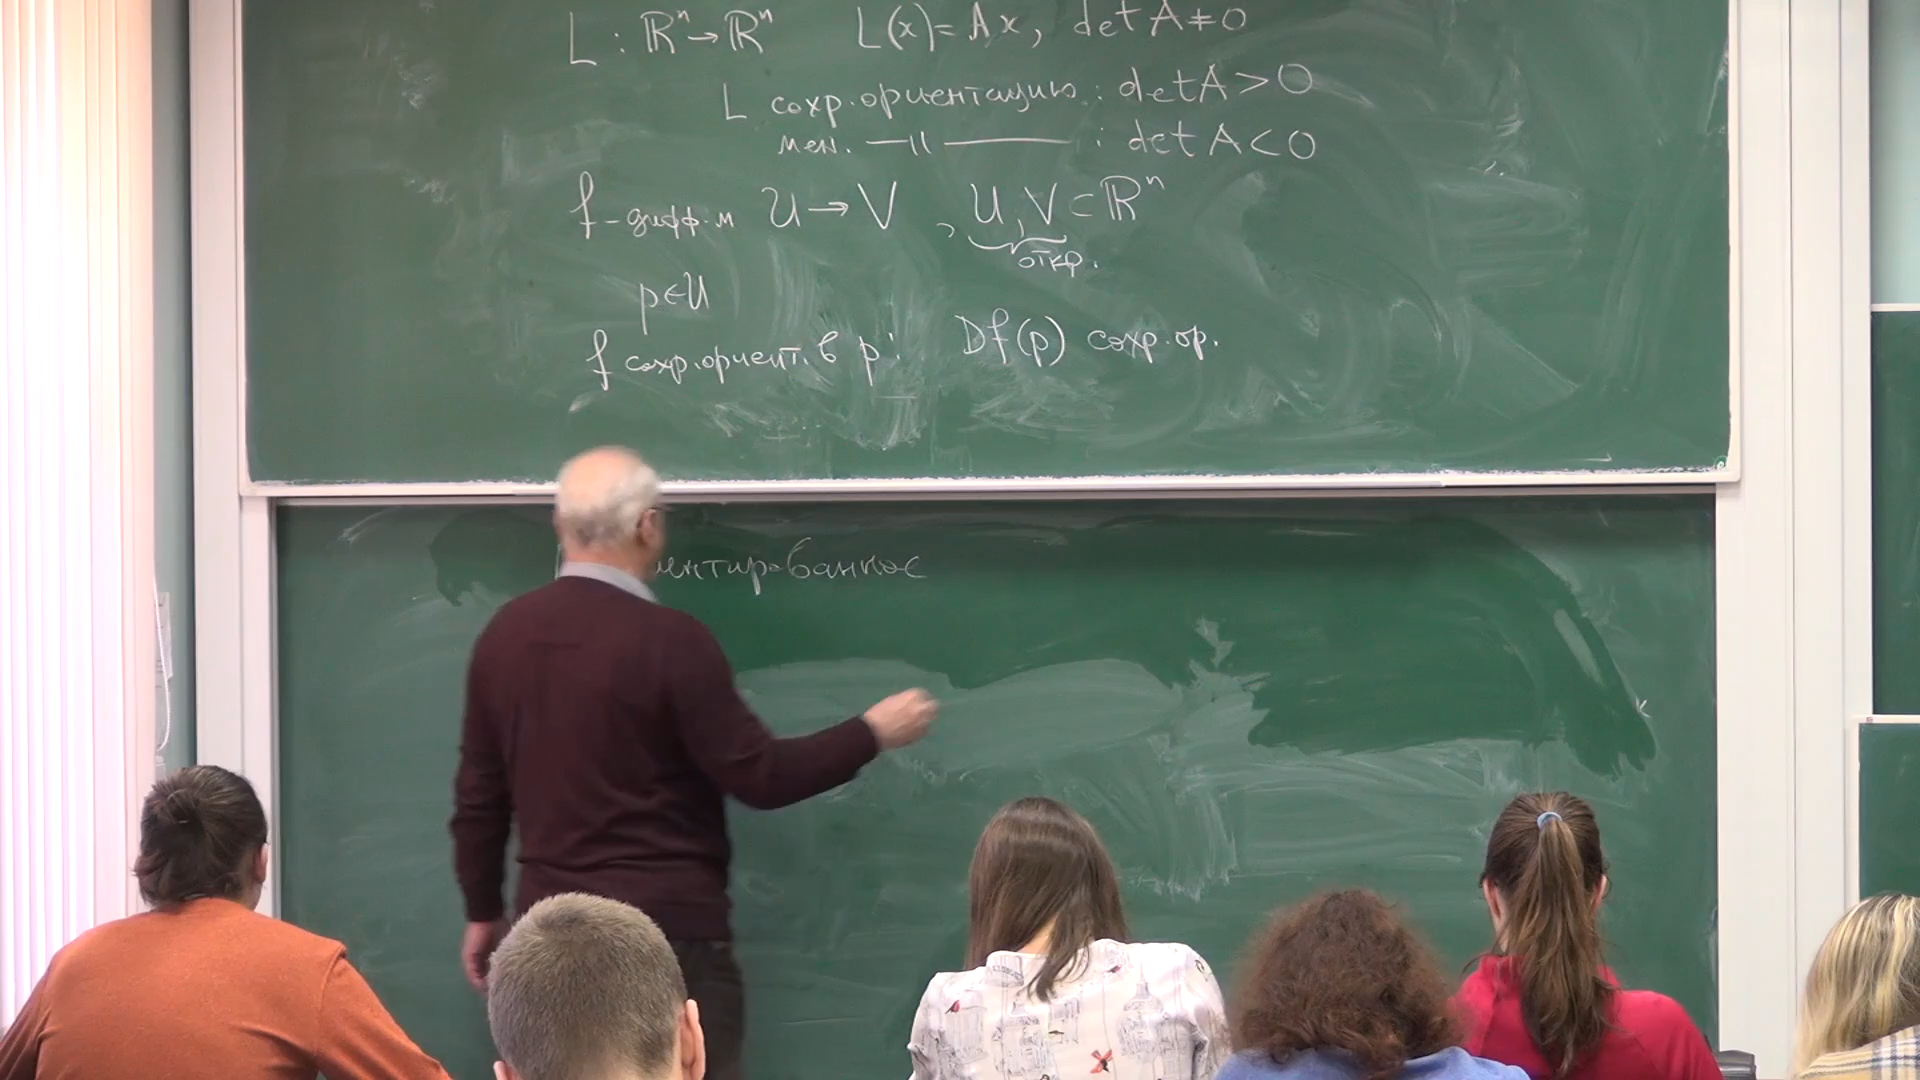 L : ℝⁿ → ℝⁿ L(x) = Ax, det A ≠ 0
L сохр. ориентацию : det A > 0
мен. —||— : det A < 0
f - дифф-м U → V , U, V ⊂ ℝⁿ
откр.
p ∈ U
f сохр. ориент. в p : Df(p) сохр. ор.
ентированное